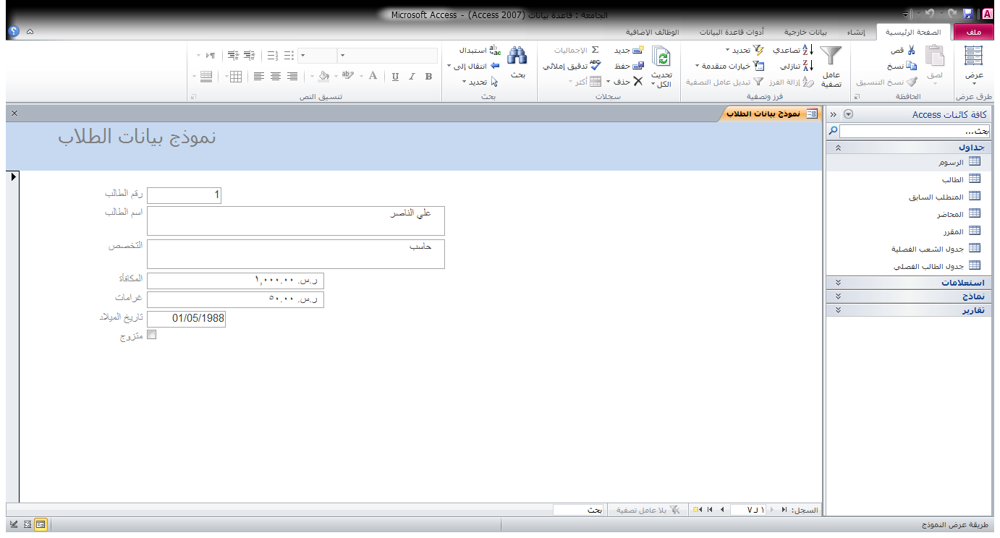 الجامعة : قاعدة بيانات (Access 2007) - Microsoft Access
ملف الصفحة الرئيسية إنشاء بيانات خارجية أدوات قاعدة البيانات الوظائف الإضافية
عرض
طرق عرض
لصق
قص
نسخ
نسخ التنسيق
الحافظة
عامل تصفية
تصاعدي
تنازلي
إزالة الفرز
تحديد
خيارات متقدمة
تبديل عامل التصفية
فرز وتصفية
تحديث الكل
جديد
حفظ
حذف
الإجماليات
تدقيق إملائي
أكثر
سجلات
بحث
استبدال
انتقال إلى
تحديد
بحث
B I U A
تنسيق النص
كافة كائنات Access
بحث...
جداول
الرسوم
الطالب
المتطلب السابق
المحاضر
المقرر
جدول الشعب الفصلية
جدول الطالب الفصلي
استعلامات
نماذج
تقارير
نموذج بيانات الطلاب
نموذج بيانات الطلاب
رقم الطالب 1
اسم الطالب علي الناصر
التخصص حاسب
المكافأة ر.س. ١,٠٠٠.٠٠
غرامات ر.س. ٥٠.٠٠
تاريخ الميلاد 01/05/1988
متزوج
السجل: ١ لـ ٧ بلا عامل تصفية بحث
طريقة عرض النموذج